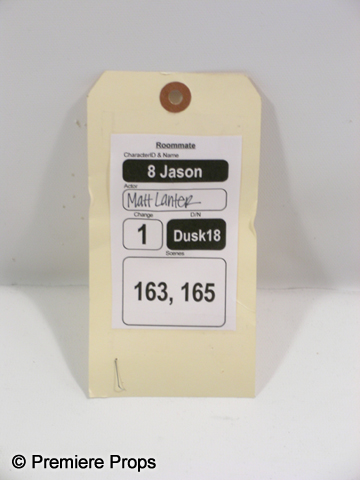 Roommate
CharacterID & Name
8 Jason
Actor
Matt Lanter
Change D/N
1 Dusk18
Scenes
163, 165
© Premiere Props